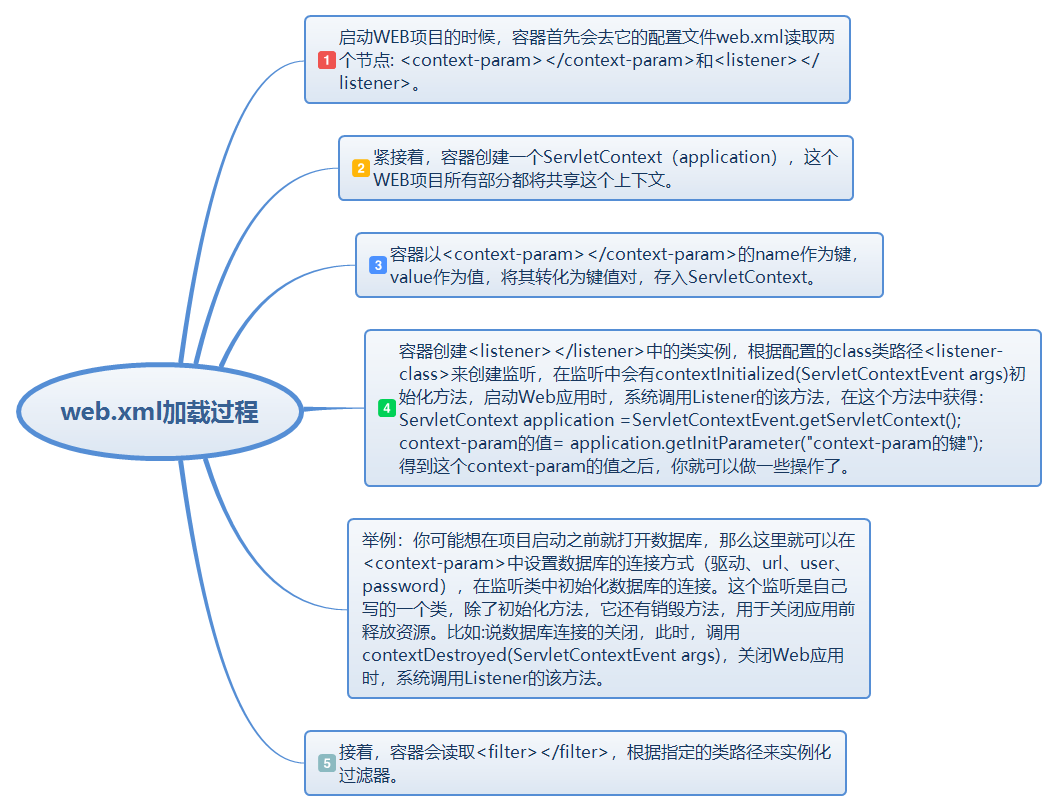 1
启动WEB项目的时候，容器首先会去它的配置文件web.xml读取两
个节点: <context-param></context-param>和<listener></
listener>。
2
紧接着，容器创建一个ServletContext（application），这个
WEB项目所有部分都将共享这个上下文。
3
容器以<context-param></context-param>的name作为键，
value作为值，将其转化为键值对，存入ServletContext。
4
容器创建<listener></listener>中的类实例，根据配置的class类路径<listener-
class>来创建监听，在监听中会有contextInitialized(ServletContextEvent args)初
始化方法，启动Web应用时，系统调用Listener的该方法，在这个方法中获得：
ServletContext application =ServletContextEvent.getServletContext();
context-param的值= application.getInitParameter("context-param的键");
得到这个context-param的值之后，你就可以做一些操作了。
web.xml加载过程
举例：你可能想在项目启动之前就打开数据库，那么这里就可以在
<context-param>中设置数据库的连接方式（驱动、url、user、
password），在监听类中初始化数据库的连接。这个监听是自己
写的一个类，除了初始化方法，它还有销毁方法，用于关闭应用前
释放资源。比如:说数据库连接的关闭，此时，调用
contextDestroyed(ServletContextEvent args)，关闭Web应用
时，系统调用Listener的该方法。
5
接着，容器会读取<filter></filter>，根据指定的类路径来实例化
过滤器。